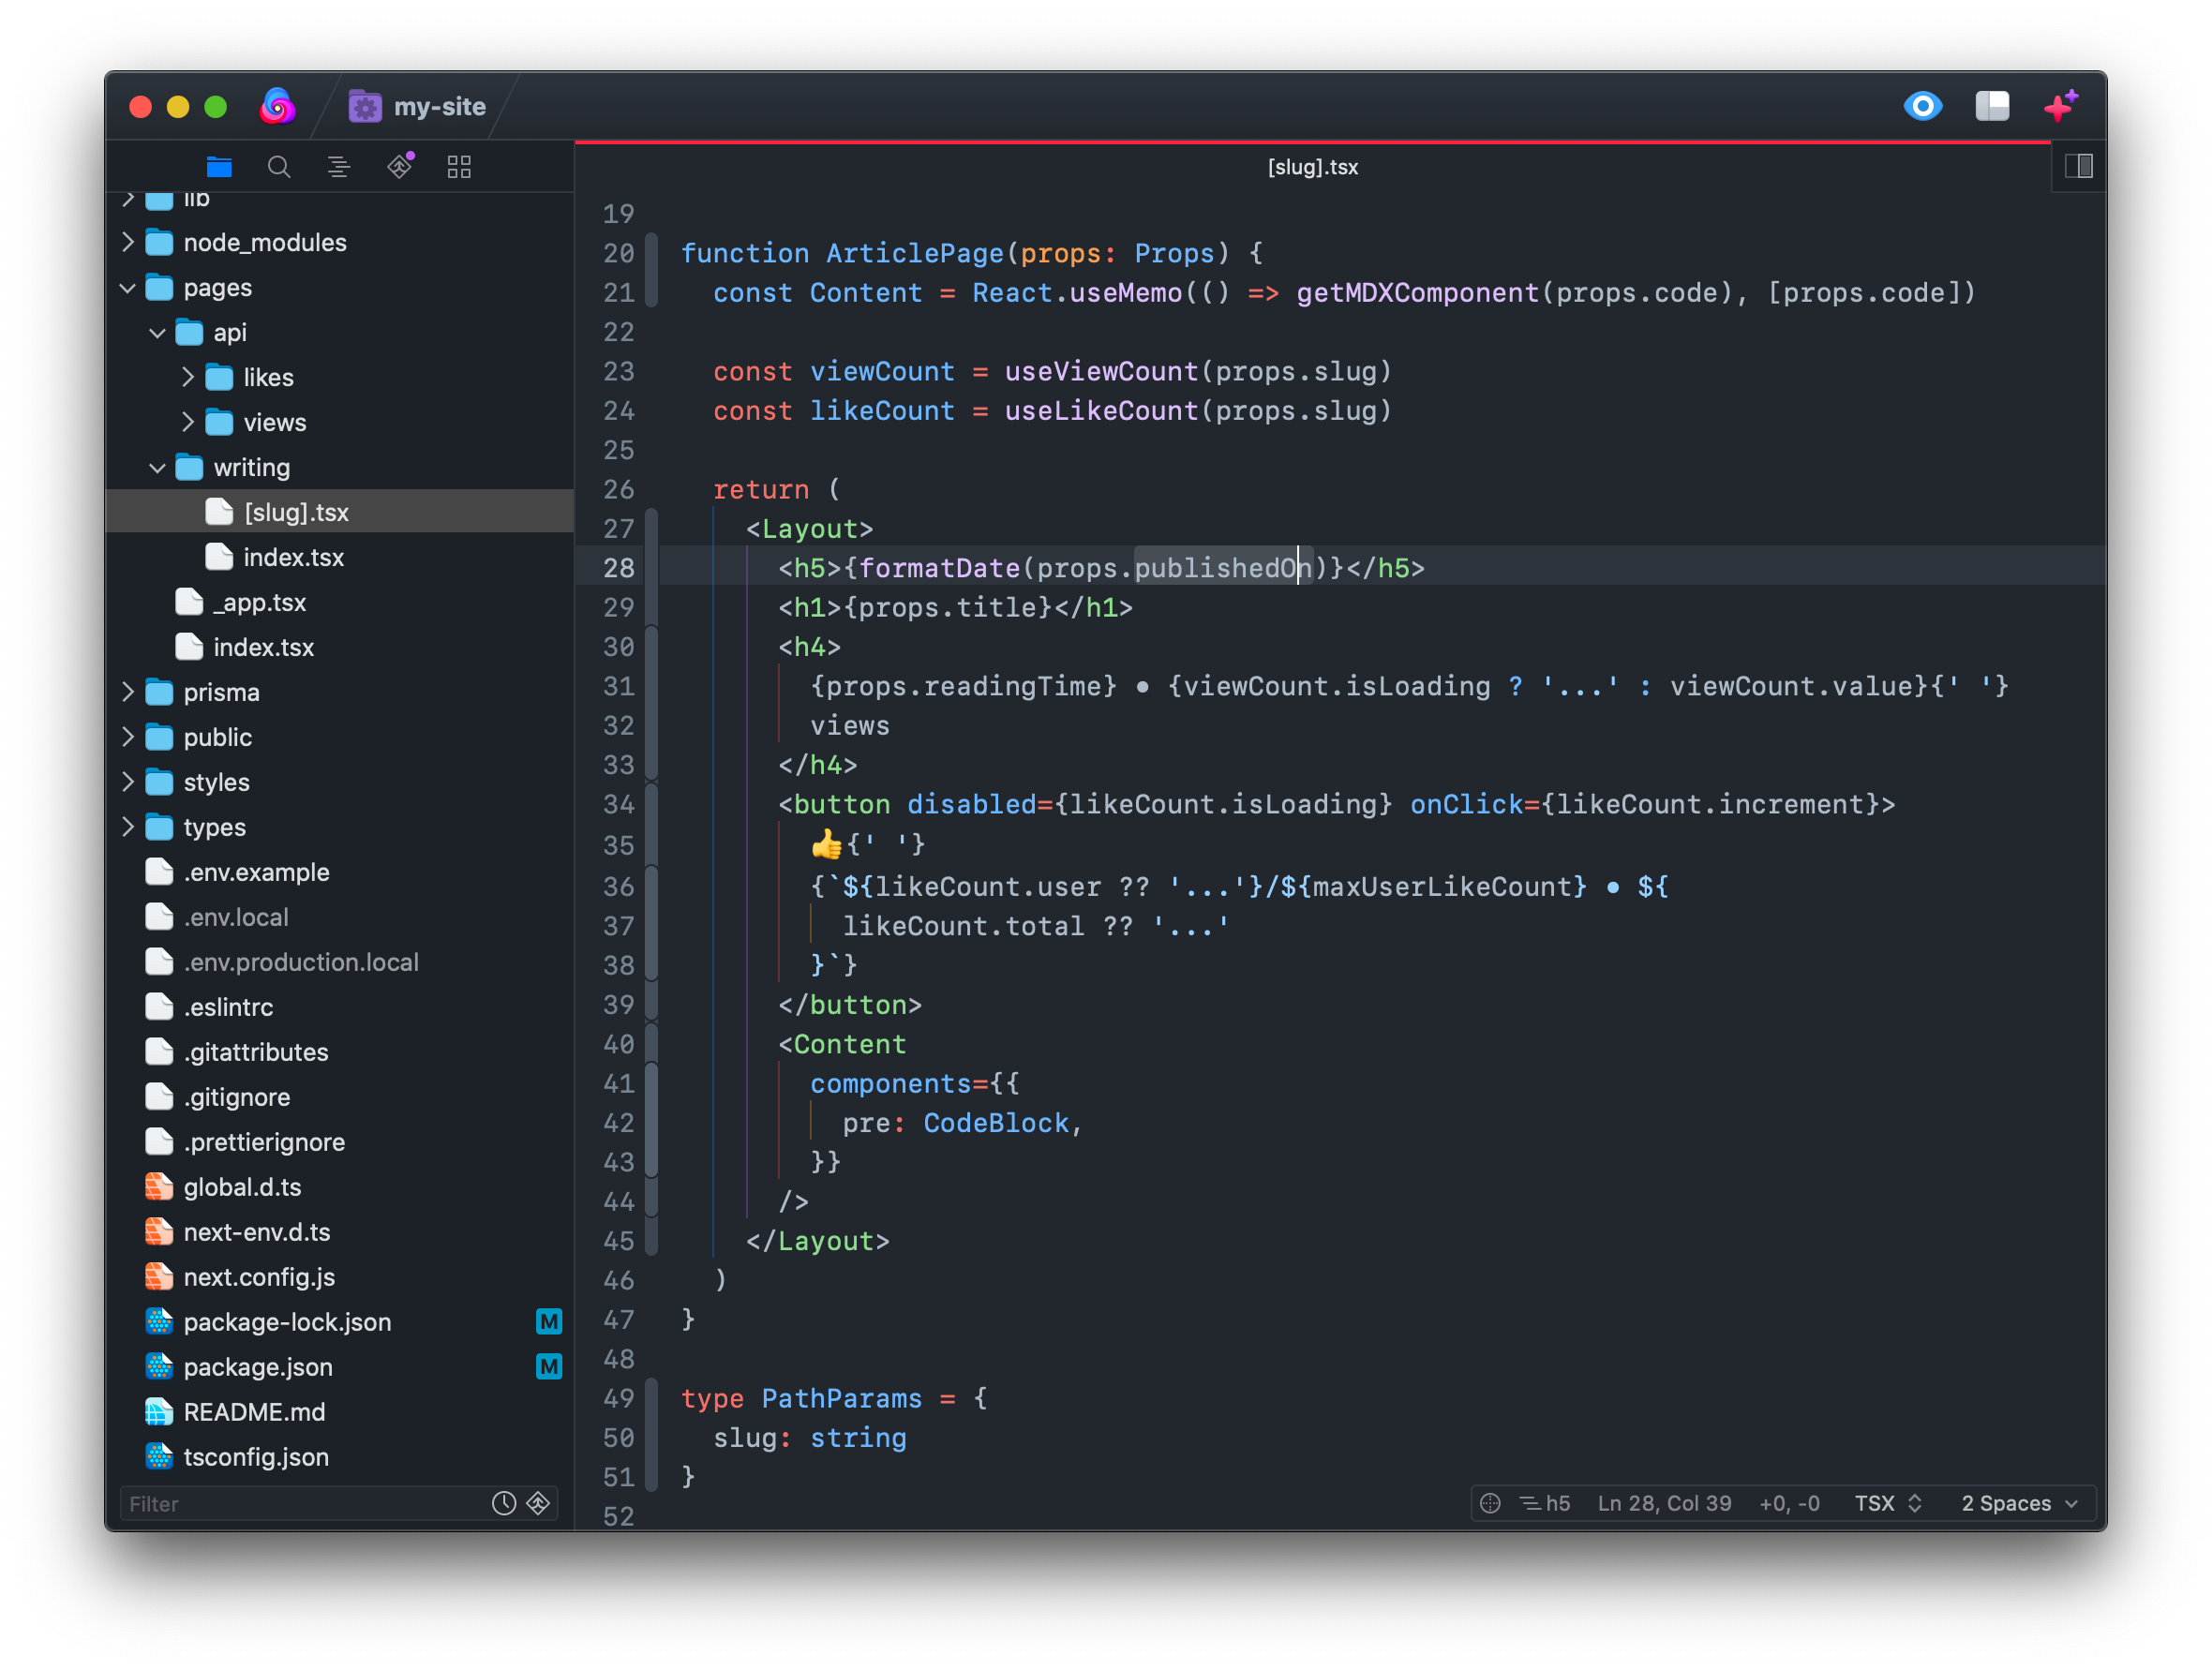 my-site
[slug].tsx
lib
node_modules
pages
api
likes
views
writing
[slug].tsx
index.tsx
_app.tsx
index.tsx
prisma
public
styles
types
.env.example
.env.local
.env.production.local
.eslintrc
.gitattributes
.gitignore
.prettierignore
global.d.ts
next-env.d.ts
next.config.js
package-lock.json M
package.json M
README.md
tsconfig.json
Filter
19
20 function ArticlePage(props: Props) {
21   const Content = React.useMemo(() => getMDXComponent(props.code), [props.code])
22
23   const viewCount = useViewCount(props.slug)
24   const likeCount = useLikeCount(props.slug)
25
26   return (
27     <Layout>
28       <h5>{formatDate(props.publishedOn)}</h5>
29       <h1>{props.title}</h1>
30       <h4>
31         {props.readingTime} • {viewCount.isLoading ? '...' : viewCount.value}{' '}
32         views
33       </h4>
34       <button disabled={likeCount.isLoading} onClick={likeCount.increment}>
35         👍{' '}
36         {`${likeCount.user ?? '...'}/${maxUserLikeCount} • ${
37           likeCount.total ?? '...'
38         }`}
39       </button>
40       <Content
41         components={{
42           pre: CodeBlock,
43         }}
44       />
45     </Layout>
46   )
47 }
48
49 type PathParams = {
50   slug: string
51 }
52
h5 Ln 28, Col 39 +0, -0 TSX 2 Spaces